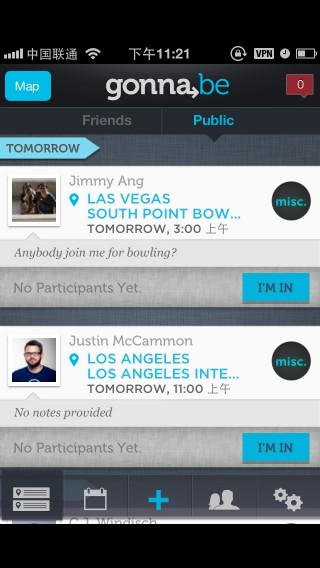 中国联通 下午11:21 VPN
Map gonna.be 0
Friends Public
TOMORROW
Jimmy Ang
LAS VEGAS
SOUTH POINT BOW...
TOMORROW, 3:00 上午
misc.
Anybody join me for bowling?
No Participants Yet. I'M IN
Justin McCammon
LOS ANGELES
LOS ANGELES INTE...
TOMORROW, 11:00 上午
misc.
No notes provided
No Participants Yet. I'M IN
C.J. Windisch